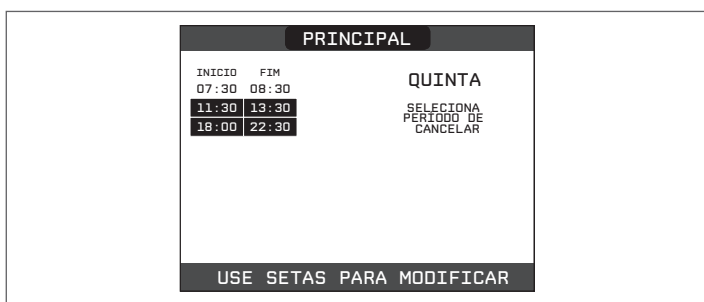 PRINCIPAL
INICIO FIM
07:30 08:30
11:30 13:30
18:00 22:30
QUINTA
SELECIONA
PERÍODO DE
CANCELAR
USE SETAS PARA MODIFICAR